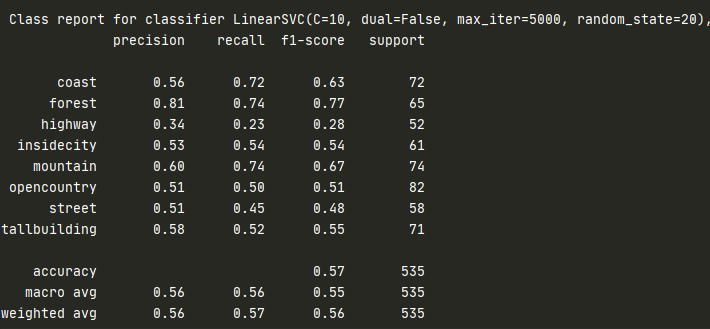 Class report for classifier LinearSVC(C=10, dual=False, max_iter=5000, random_state=20),
precision recall f1-score support
coast 0.56 0.72 0.63 72
forest 0.81 0.74 0.77 65
highway 0.34 0.23 0.28 52
insidecity 0.53 0.54 0.54 61
mountain 0.60 0.74 0.67 74
opencountry 0.51 0.50 0.51 82
street 0.51 0.45 0.48 58
tallbuilding 0.58 0.52 0.55 71
accuracy 0.57 535
macro avg 0.56 0.56 0.55 535
weighted avg 0.56 0.57 0.56 535